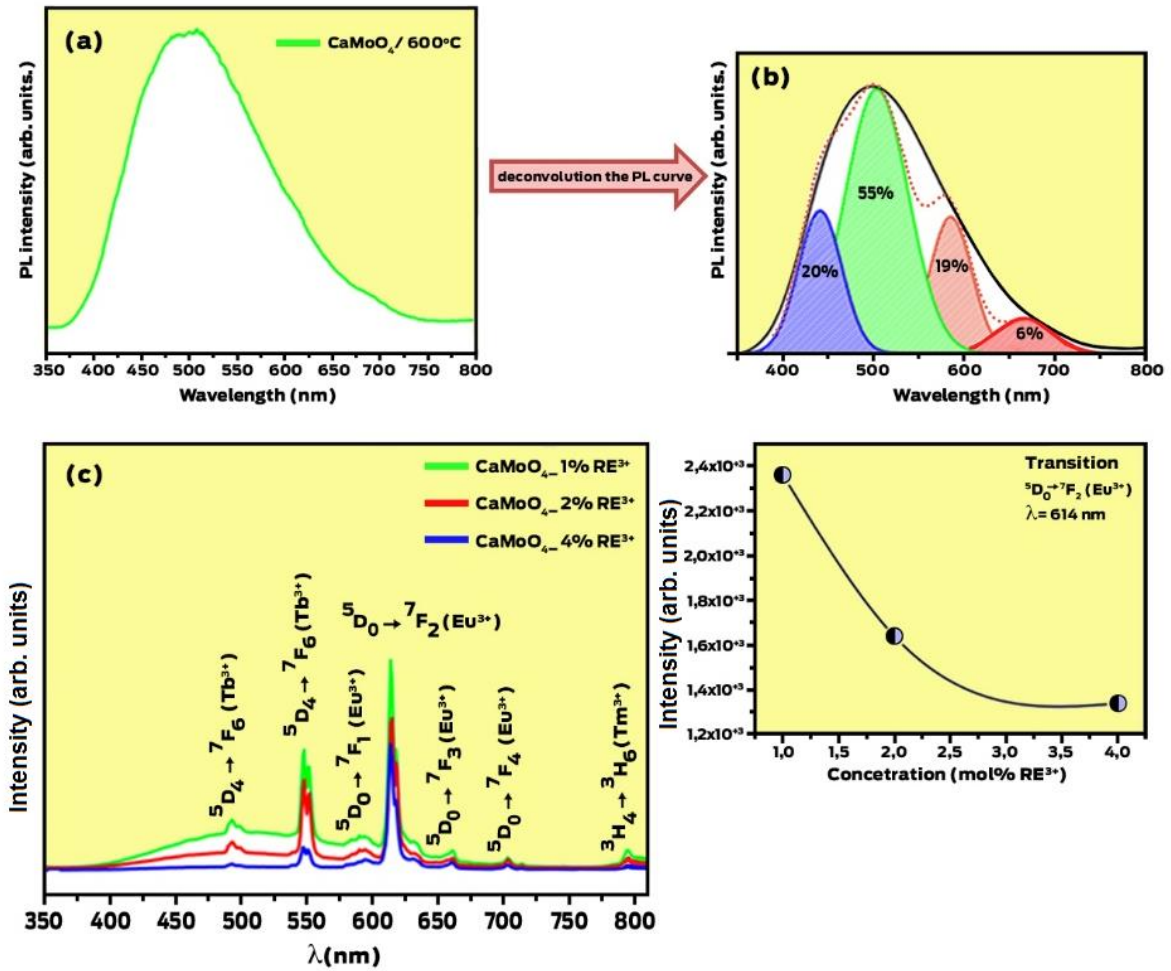 (a)
CaMoO₄/ 600°C
PL intensity (arb. units.)
350 400 450 500 550 600 650 700 750 800
Wavelength (nm)
deconvolution the PL curve
(b)
PL intensity (arb. units.)
20%
55%
19%
6%
400 500 600 700 800
Wavelength (nm)
(c)
CaMoO₄_ 1% RE³⁺
CaMoO₄_ 2% RE³⁺
CaMoO₄_ 4% RE³⁺
Intensity (arb. units)
⁵D₄→⁷F₆ (Tb³⁺)
⁵D₄→⁷F₆ (Tb³⁺)
⁵D₀→⁷F₁ (Eu³⁺)
⁵D₀→⁷F₂ (Eu³⁺)
⁵D₀→⁷F₃ (Eu³⁺)
⁵D₀→⁷F₄ (Eu³⁺)
³H₄→³H₆ (Tm³⁺)
350 400 450 500 550 600 650 700 750 800
λ(nm)
Transition
⁵D₀→⁷F₂ (Eu³⁺)
λ= 614 nm
Intensity (arb. units)
2,4x10⁺³
2,2x10⁺³
2,0x10⁺³
1,8x10⁺³
1,6x10⁺³
1,4x10⁺³
1,2x10⁺³
1,0 1,5 2,0 2,5 3,0 3,5 4,0
Concetration (mol% RE³⁺)